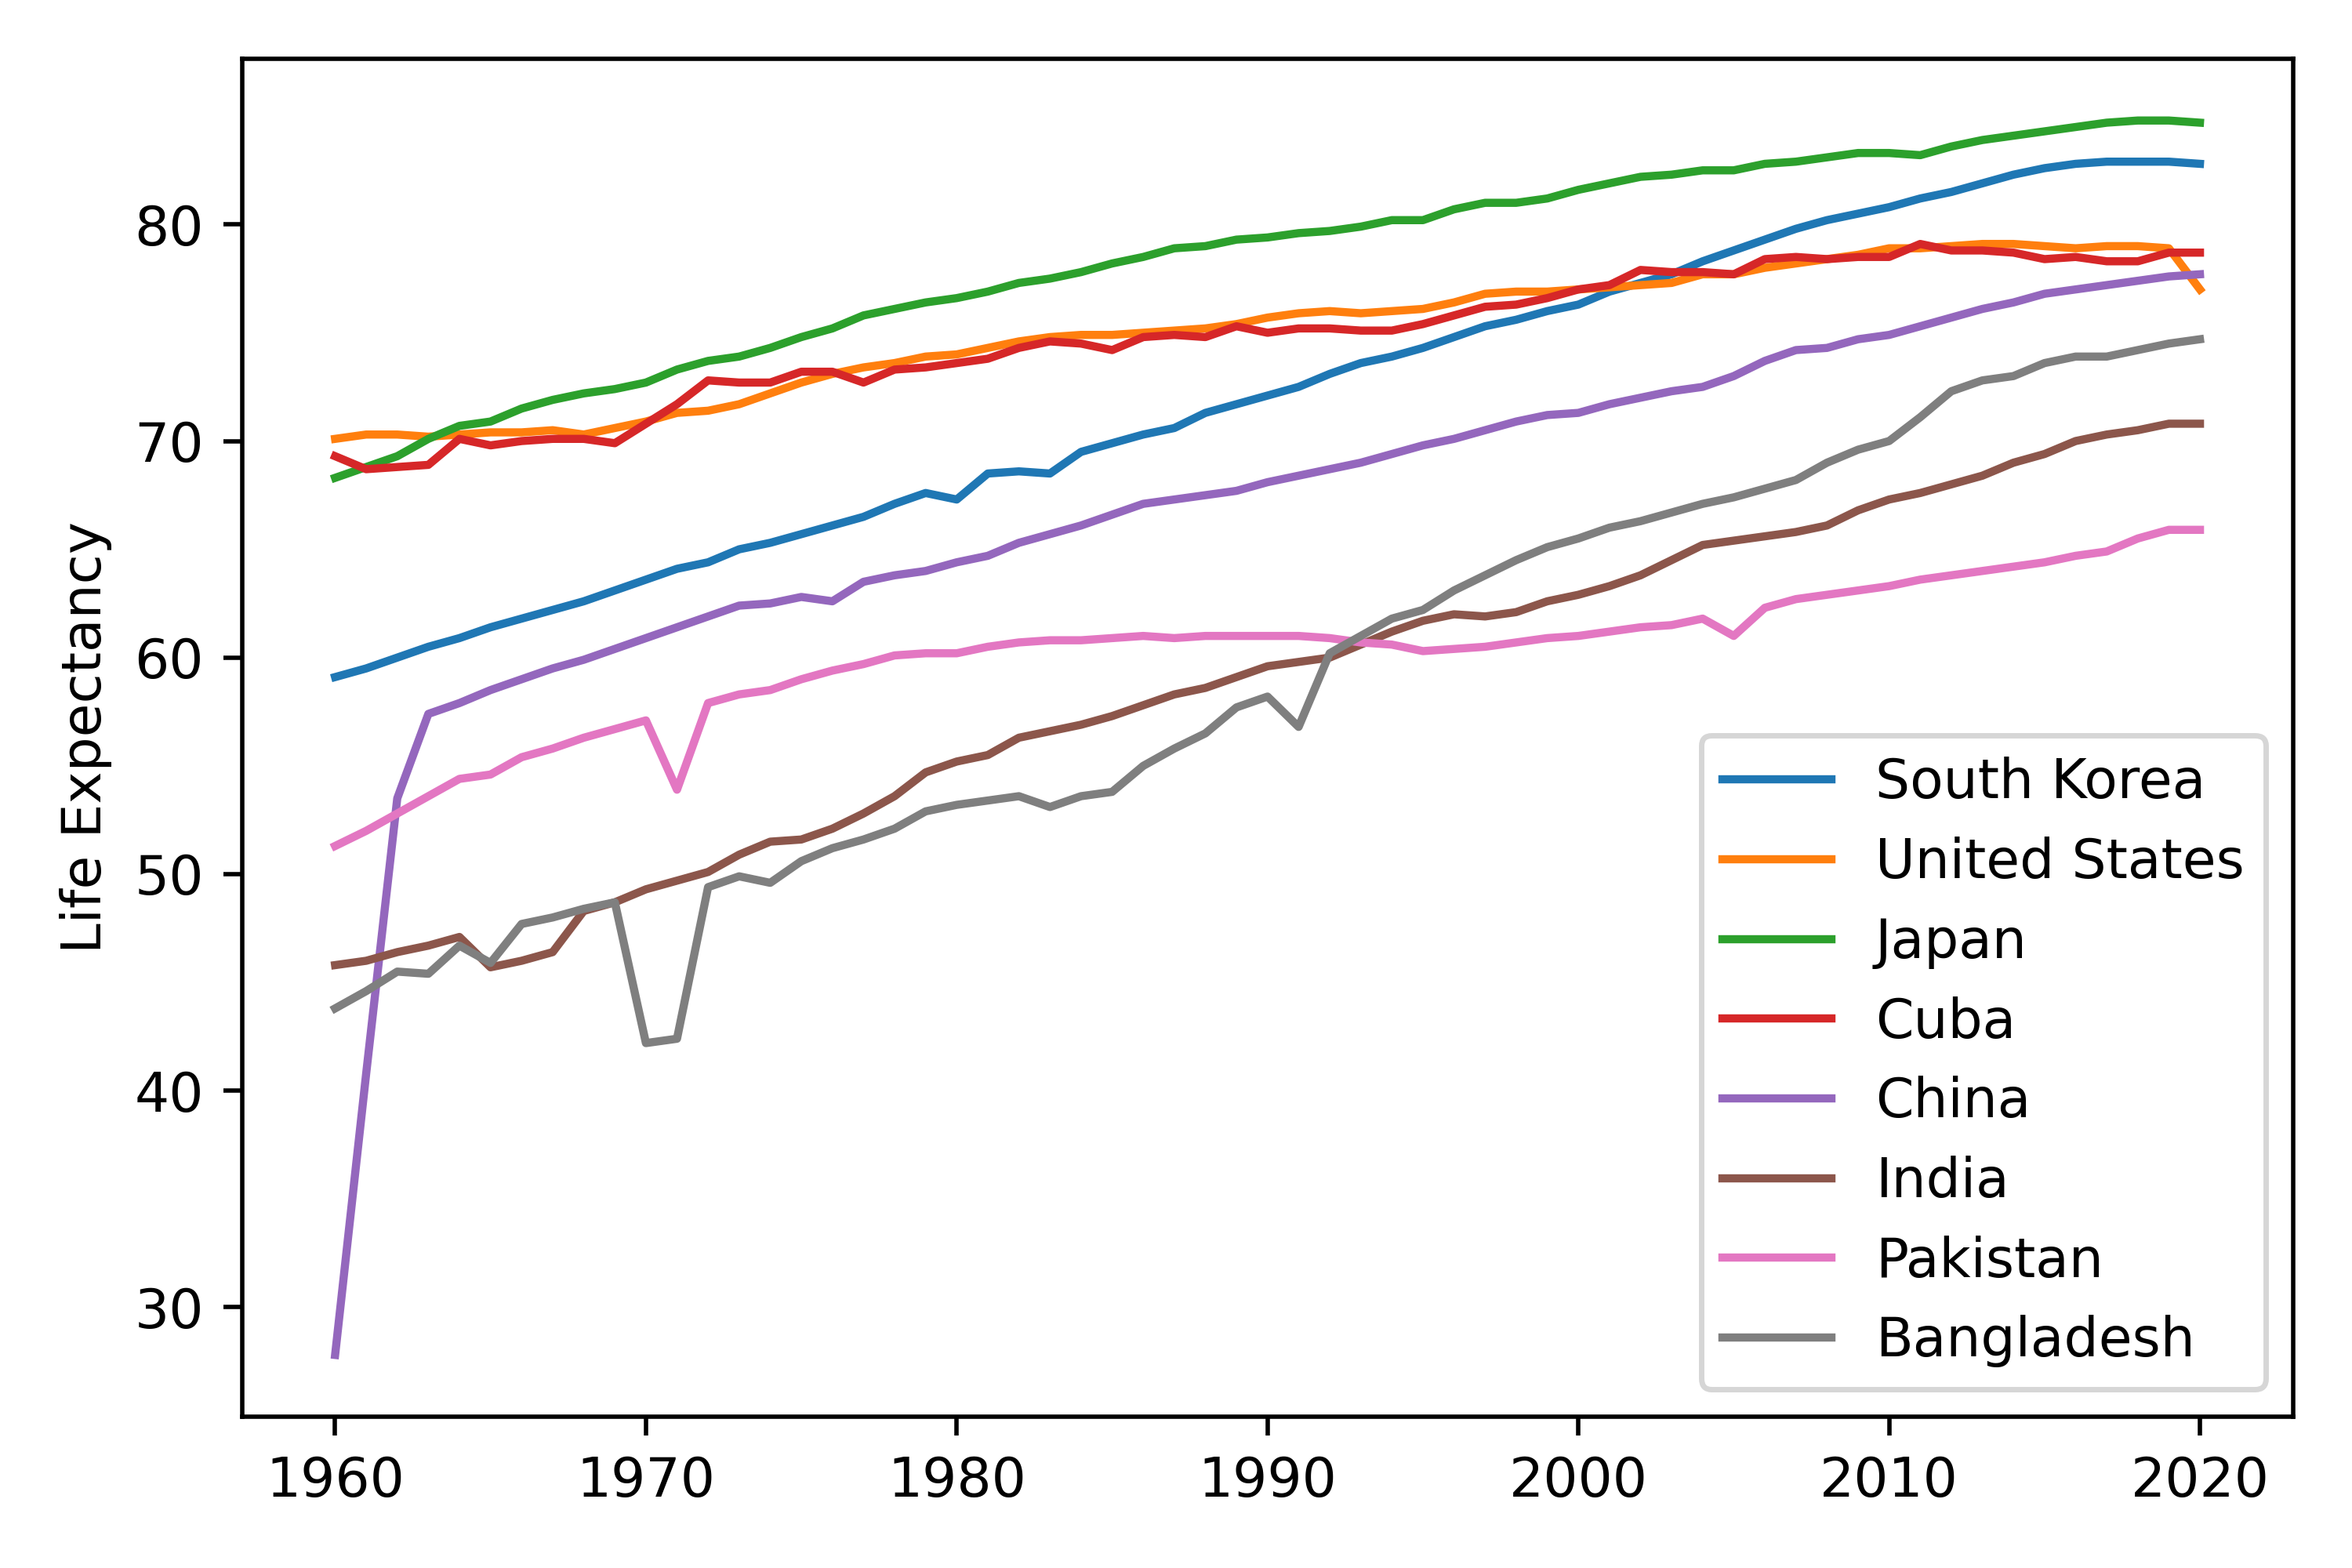 Life Expectancy
80
70
60
50
40
30
1960 1970 1980 1990 2000 2010 2020
South Korea
United States
Japan
Cuba
China
India
Pakistan
Bangladesh